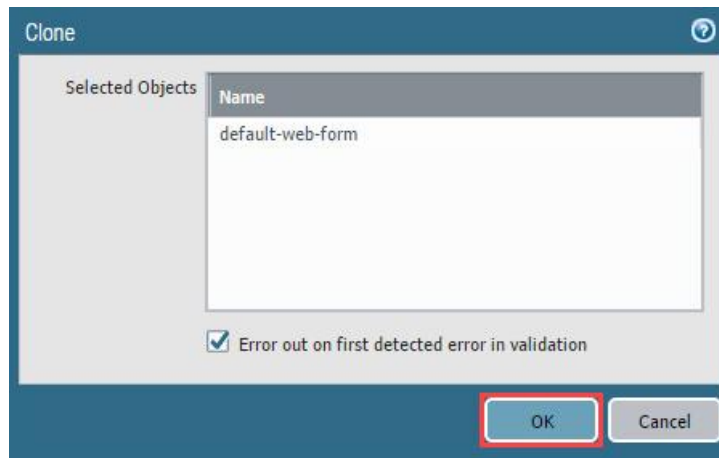 Clone
Selected Objects
Name
default-web-form
Error out on first detected error in validation
OK
Cancel